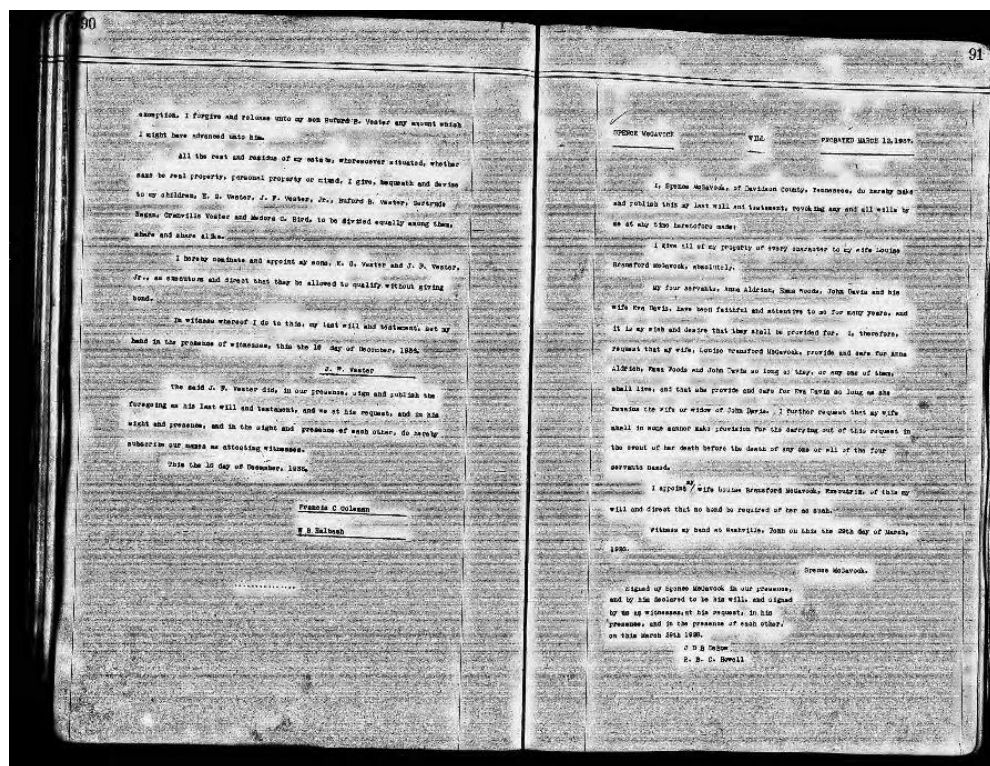 90
exemption. I forgive and release unto my son Buford B. Vester any amount which
I might have advanced unto him.
All the rest and residue of my estate, wheresoever situated, whether
same be real property, personal property or mixed, I give, bequeath and devise
to my children, E. G. Vester, J. F. Vester, Jr., Buford B. Vester, Gertrude
Ragan, Granville Vester and Medora C. Bird, to be divided equally among them,
share and share alike.
I hereby nominate and appoint my sons, E. G. Vester and J. F. Vester,
Jr., as executors and direct that they be allowed to qualify without giving
bond.
In witness whereof I do to this, my last will and testament, set my
hand in the presence of witnesses, this the 16 day of December,
J. F. Vester
The said J. F. Vester did, in our presence, sign and publish the
foregoing as his last will and testament, and we at his request, and in his
sight and presence, and in the sight and presence of each other, do hereby
subscribe our names as attesting witnesses.
This the 16 day of December,
Francis C Coleman
W B Halbach
91
SPENCE McGAVOCK WILL PROBATED MARCH 12, 1937.
I, Spence McGavock, of Davidson County, Tennessee, do hereby make
and publish this my last will and testament, revoking any and all wills by
me at any time heretofore made:
I give all of my property of every character to my wife Louise
Bransford McGavock, absolutely.
My four servants, Anna Aldrich, Emma Woods, John Davis and his
wife Eva Davis, have been faithful and attentive to me for many years, and
it is my wish and desire that they shall be provided for. I, therefore,
request that my wife, Louise Bransford McGavock, provide and care for Anna
Aldrich, Emma Woods and John Davis so long as they, or any one of them,
shall live, and that she provide and care for Eva Davis so long as she
remains the wife or widow of John Davis. I further request that my wife
shall in some manner make provision for the carrying out of this request in
the event of her death before the death of any one or all of the four
servants named.
I appoint my wife Louise Bransford McGavock, Executrix, of this my
will and direct that no bond be required of her as such.
Witness my hand at Nashville, Tenn on this the 29th day of March,
Spence McGavock.
Signed by Spence McGavock in our presence,
and by him declared to be his will, and signed
by us as witnesses, at his request, in his
presence, and in the presence of each other,
on this March 29th
J D B DeBow
R. B. C. Howell